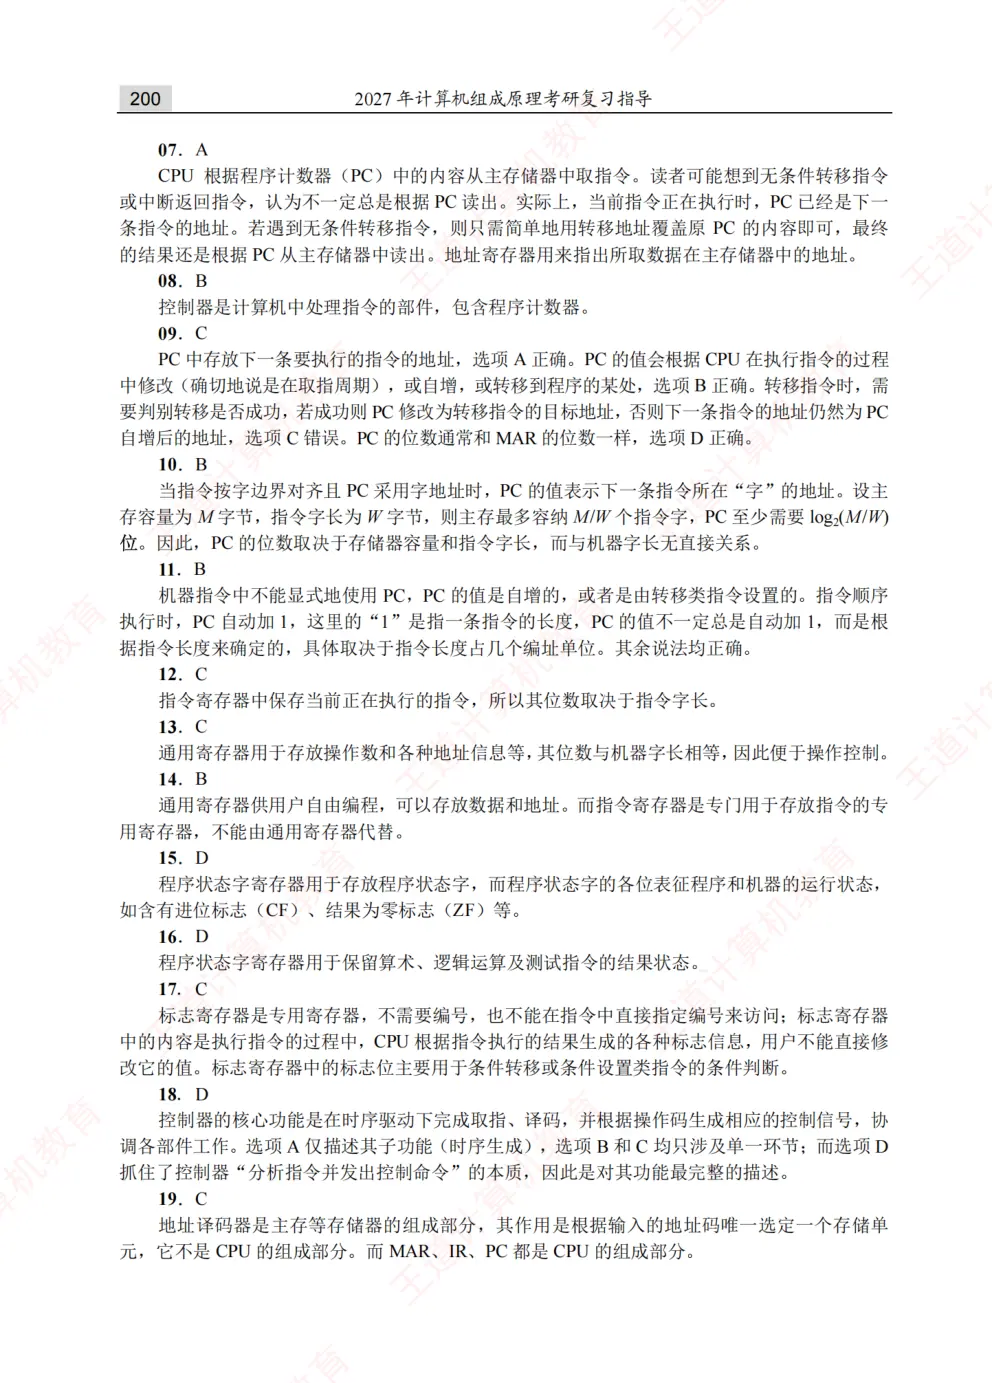 200
2027 年计算机组成原理考研复习指导
07． A
CPU 根据程序计数器（PC）中的内容从主存储器中取指令。读者可能想到无条件转移指令
或中断返回指令，认为不一定总是根据 PC 读出。实际上，当前指令正在执行时，PC 已经是下一
条指令的地址。若遇到无条件转移指令，则只需简单地用转移地址覆盖原 PC 的内容即可，最终
的结果还是根据 PC 从主存储器中读出。地址寄存器用来指出所取数据在主存储器中的地址。
08． B
控制器是计算机中处理指令的部件，包含程序计数器。
09． C
PC 中存放下一条要执行的指令的地址，选项 A 正确。PC 的值会根据 CPU 在执行指令的过程
中修改（确切地说是在取指周期），或自增，或转移到程序的某处，选项 B 正确。转移指令时，需
要判别转移是否成功，若成功则 PC 修改为转移指令的目标地址，否则下一条指令的地址仍然为 PC
自增后的地址，选项 C 错误。PC 的位数通常和 MAR 的位数一样，选项 D 正确。
10． B
当指令按字边界对齐且 PC 采用字地址时，PC 的值表示下一条指令所在“字”的地址。设主
存容量为 M 字节，指令字长为 W 字节，则主存最多容纳 M/W 个指令字，PC 至少需要 log₂(M/W)
位。因此，PC 的位数取决于存储器容量和指令字长，而与机器字长无直接关系。
11． B
机器指令中不能显式地使用 PC，PC 的值是自增的，或者是由转移类指令设置的。指令顺序
执行时，PC 自动加 1，这里的“1”是指一条指令的长度，PC 的值不一定总是自动加 1，而是根
据指令长度来确定的，具体取决于指令长度占几个编址单位。其余说法均正确。
12． C
指令寄存器中保存当前正在执行的指令，所以其位数取决于指令字长。
13． C
通用寄存器用于存放操作数和各种地址信息等，其位数与机器字长相等，因此便于操作控制。
14． B
通用寄存器供用户自由编程，可以存放数据和地址。而指令寄存器是专门用于存放指令的专
用寄存器，不能由通用寄存器代替。
15． D
程序状态字寄存器用于存放程序状态字，而程序状态字的各位表征程序和机器的运行状态，
如含有进位标志（CF）、结果为零标志（ZF）等。
16． D
程序状态字寄存器用于保留算术、逻辑运算及测试指令的结果状态。
17． C
标志寄存器是专用寄存器，不需要编号，也不能在指令中直接指定编号来访问；标志寄存器
中的内容是执行指令的过程中，CPU 根据指令执行的结果生成的各种标志信息，用户不能直接修
改它的值。标志寄存器中的标志位主要用于条件转移或条件设置类指令的条件判断。
18． D
控制器的核心功能是在时序驱动下完成取指、译码，并根据操作码生成相应的控制信号，协
调各部件工作。选项 A 仅描述其子功能（时序生成），选项 B 和 C 均只涉及单一环节；而选项 D
抓住了控制器“分析指令并发出控制命令”的本质，因此是对其功能最完整的描述。
19． C
地址译码器是主存等存储器的组成部分，其作用是根据输入的地址码唯一选定一个存储单
元，它不是 CPU 的组成部分。而 MAR、IR、PC 都是 CPU 的组成部分。